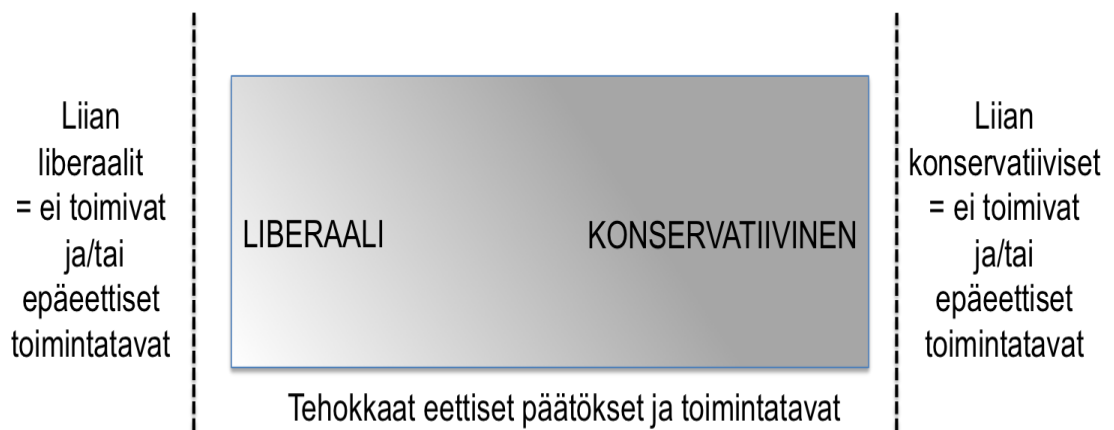 Liian
liberaalit
= ei toimivat
ja/tai
epäeettiset
toimintatavat
LIBERAALI
KONSERVATIIVINEN
Liian
konservatiiviset
= ei toimivat
ja/tai
epäeettiset
toimintatavat
Tehokkaat eettiset päätökset ja toimintatavat